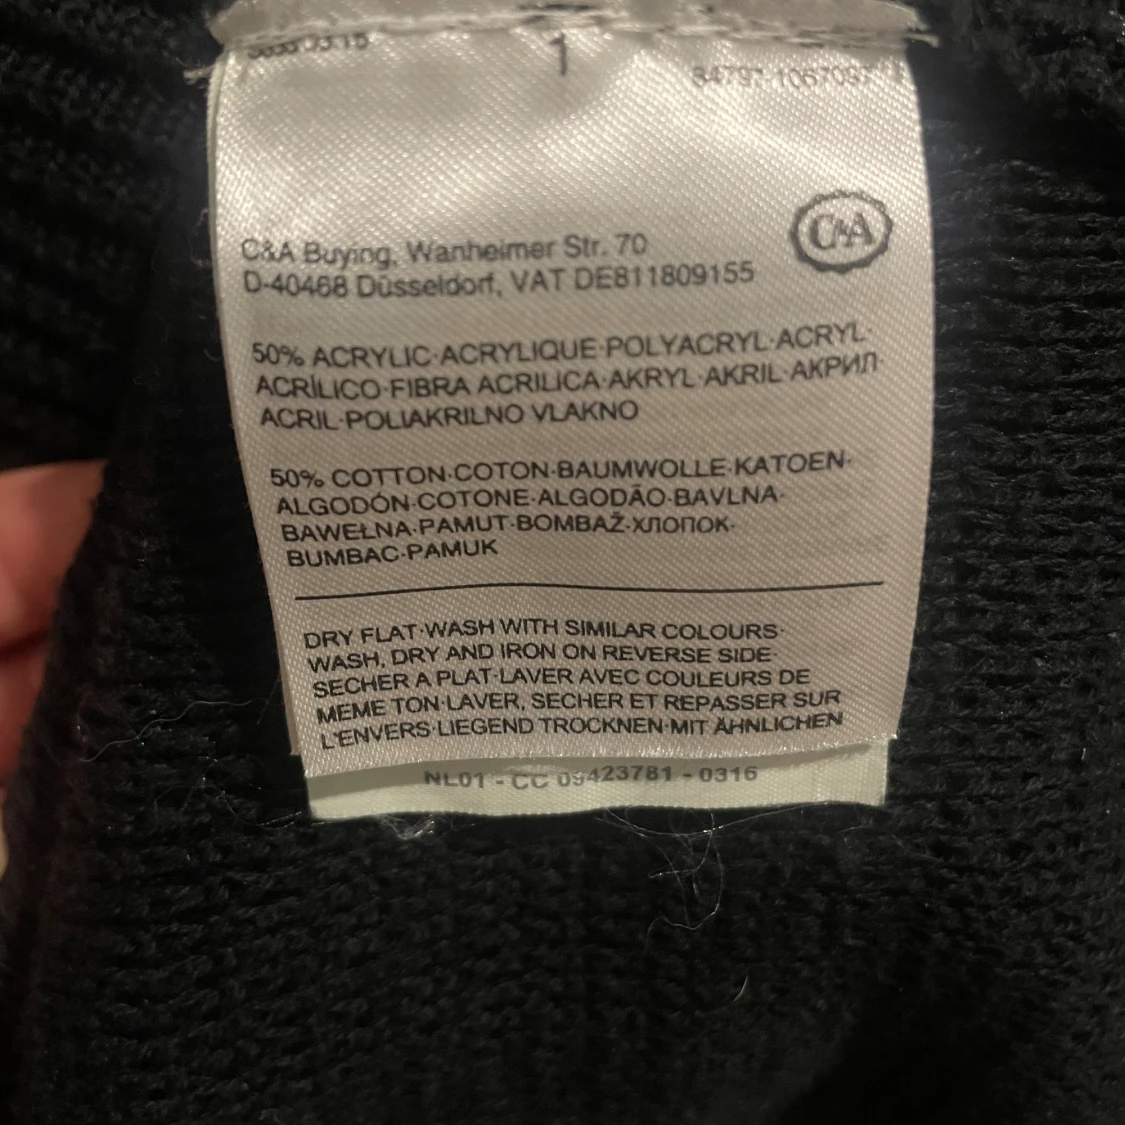 1
C&A
C&A Buying, Wanheimer Str. 70
D-40468 Düsseldorf, VAT DE811809155
50% ACRYLIC·ACRYLIQUE·POLYACRYL·ACRYL·
ACRÍLICO·FIBRA ACRILICA·AKRYL·AKRIL·АКРИЛ·
ACRIL·POLIAKRILNO VLAKNO
50% COTTON·COTON·BAUMWOLLE·KATOEN·
ALGODÓN·COTONE·ALGODÃO·BAVLNA·
BAWEŁNA·PAMUT·BOMBAŽ·ХЛОПОК·
BUMBAC·PAMUK
DRY FLAT·WASH WITH SIMILAR COLOURS·
WASH, DRY AND IRON ON REVERSE SIDE·
SECHER A PLAT·LAVER AVEC COULEURS DE
MEME TON·LAVER, SECHER ET REPASSER SUR
L'ENVERS·LIEGEND TROCKNEN·MIT ÄHNLICHEN
NL01 - CC 09423781 - 0316